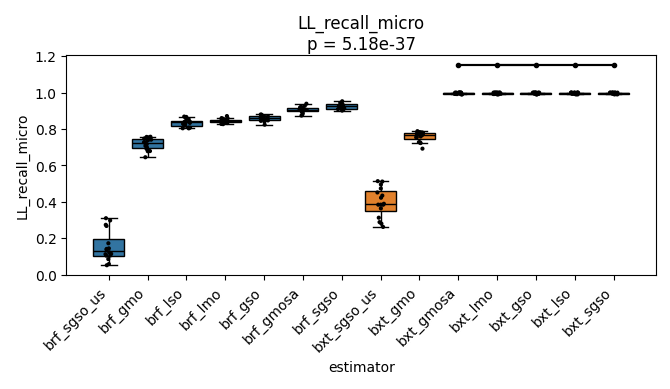 LL_recall_micro
p = 5.18e-37
LL_recall_micro
1.2
1.0
0.8
0.6
0.4
0.2
0.0
brf_sgso_us
brf_gmo
brf_lso
brf_lmo
brf_gso
brf_gmosa
brf_sgso
bxt_sgso_us
bxt_gmo
bxt_gmosa
bxt_lmo
bxt_gso
bxt_lso
bxt_sgso
estimator